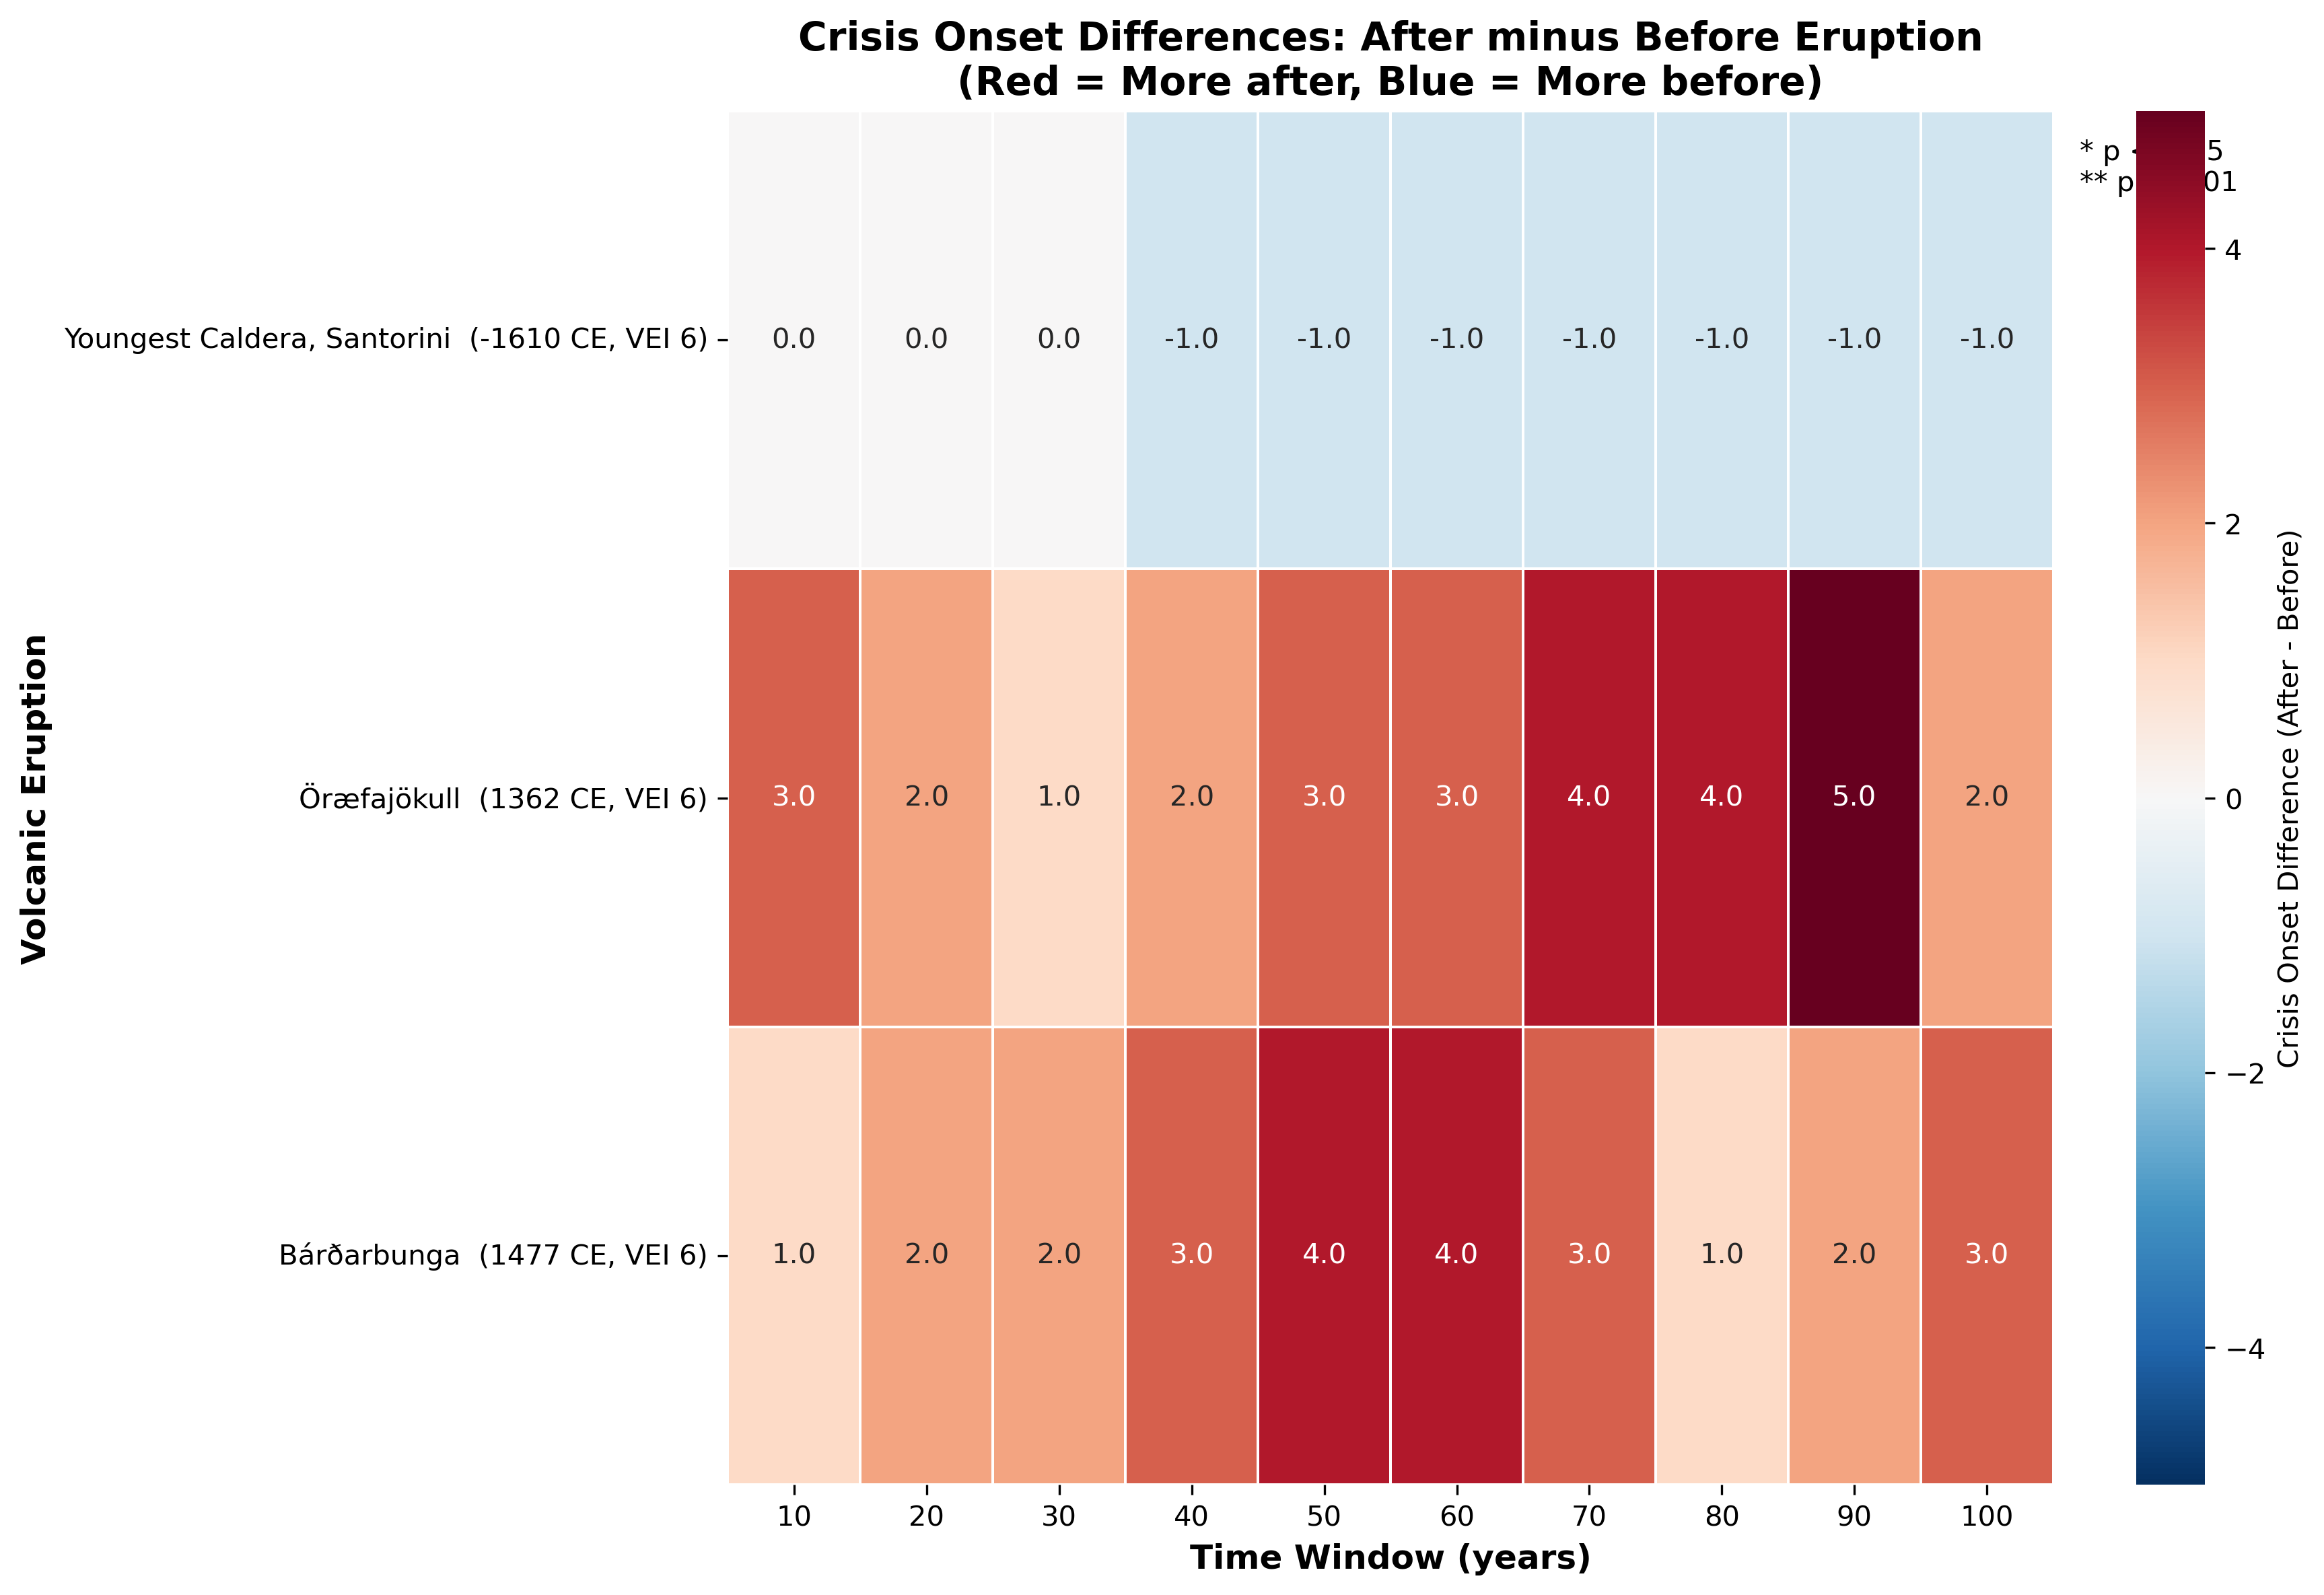 Crisis Onset Differences: After minus Before Eruption
(Red = More after, Blue = More before)
* p 5
** p 01
Youngest Caldera, Santorini (-1610 CE, VEI 6)
0.0 0.0 0.0 -1.0 -1.0 -1.0 -1.0 -1.0 -1.0 -1.0
Öræfajökull (1362 CE, VEI 6)
3.0 2.0 1.0 2.0 3.0 3.0 4.0 4.0 5.0 2.0
Bárðarbunga (1477 CE, VEI 6)
1.0 2.0 2.0 3.0 4.0 4.0 3.0 1.0 2.0 3.0
10 20 30 40 50 60 70 80 90 100
Time Window (years)
Volcanic Eruption
4
2
0
−2
−4
Crisis Onset Difference (After - Before)